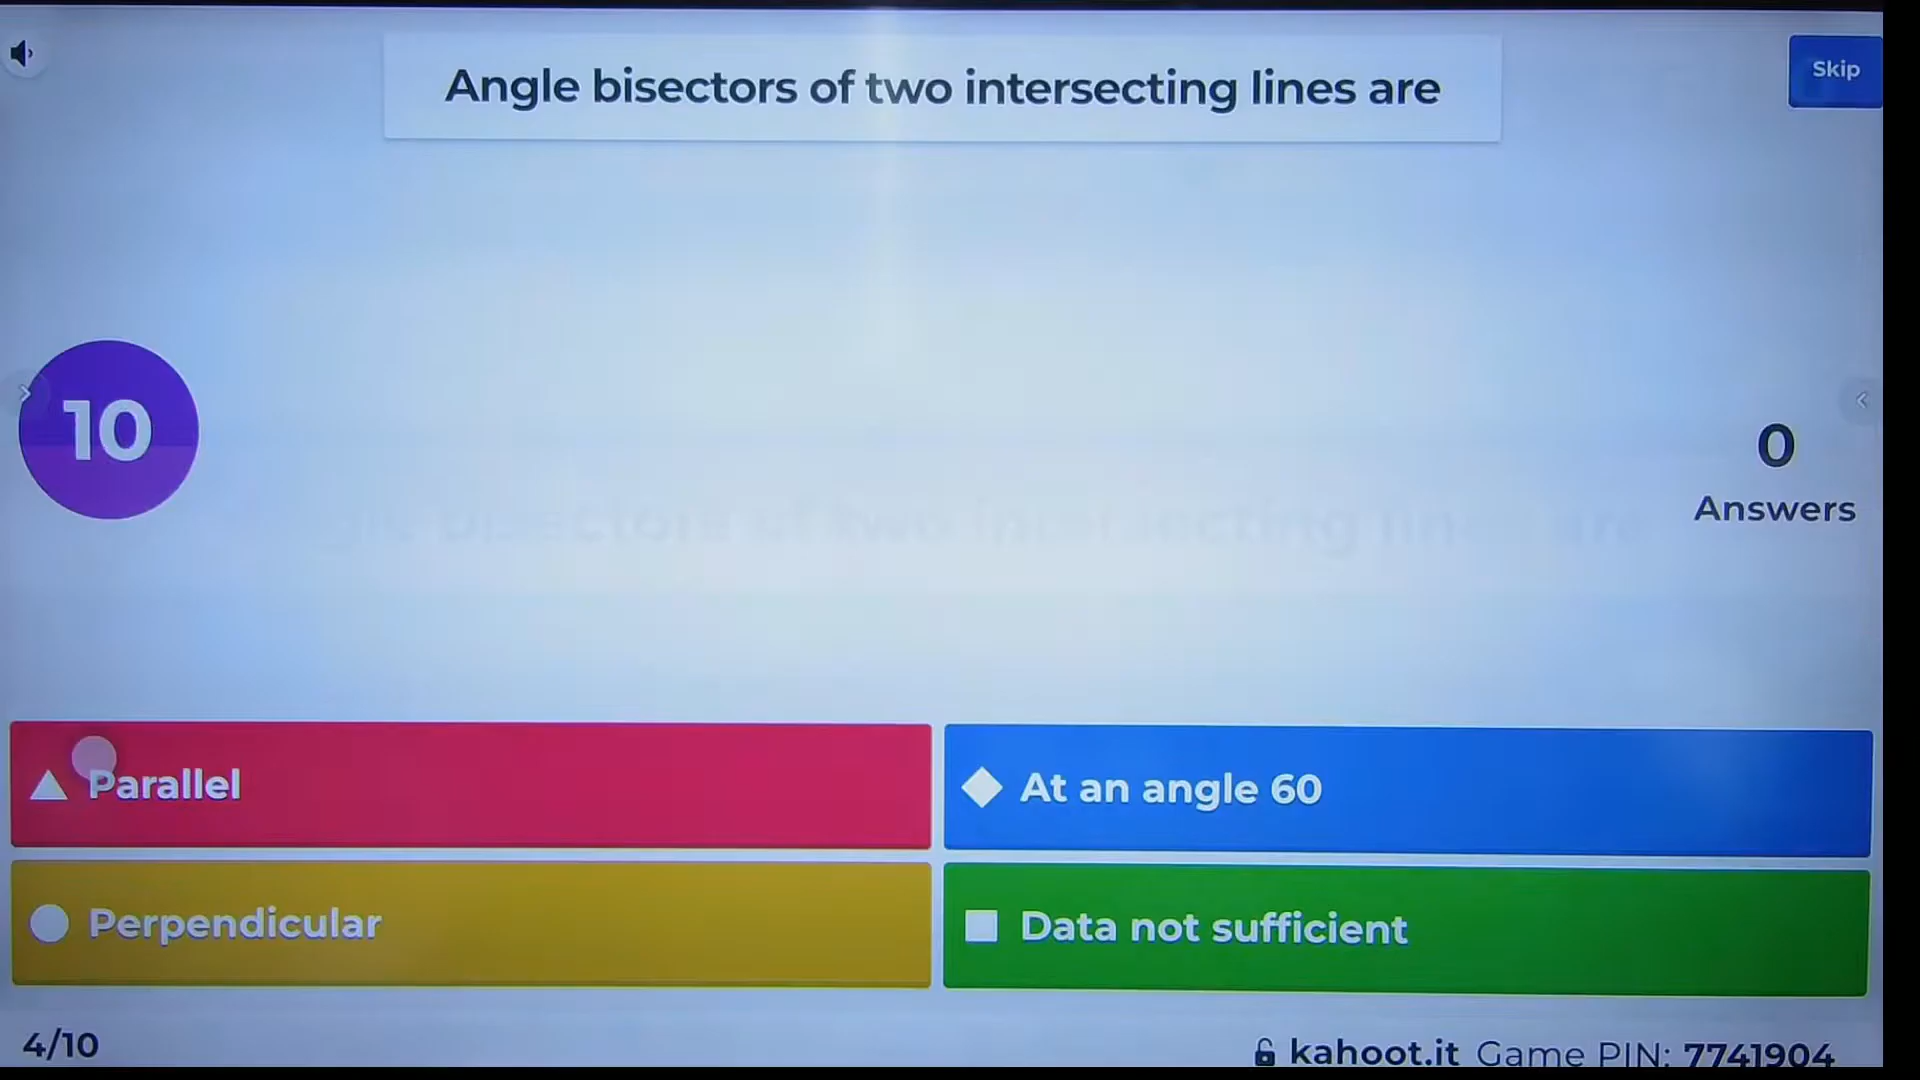 Angle bisectors of two intersecting lines are
Skip
10
0
Answers
Parallel
At an angle 60
Perpendicular
Data not sufficient
4/10
kahoot.it Game PIN: 7741904